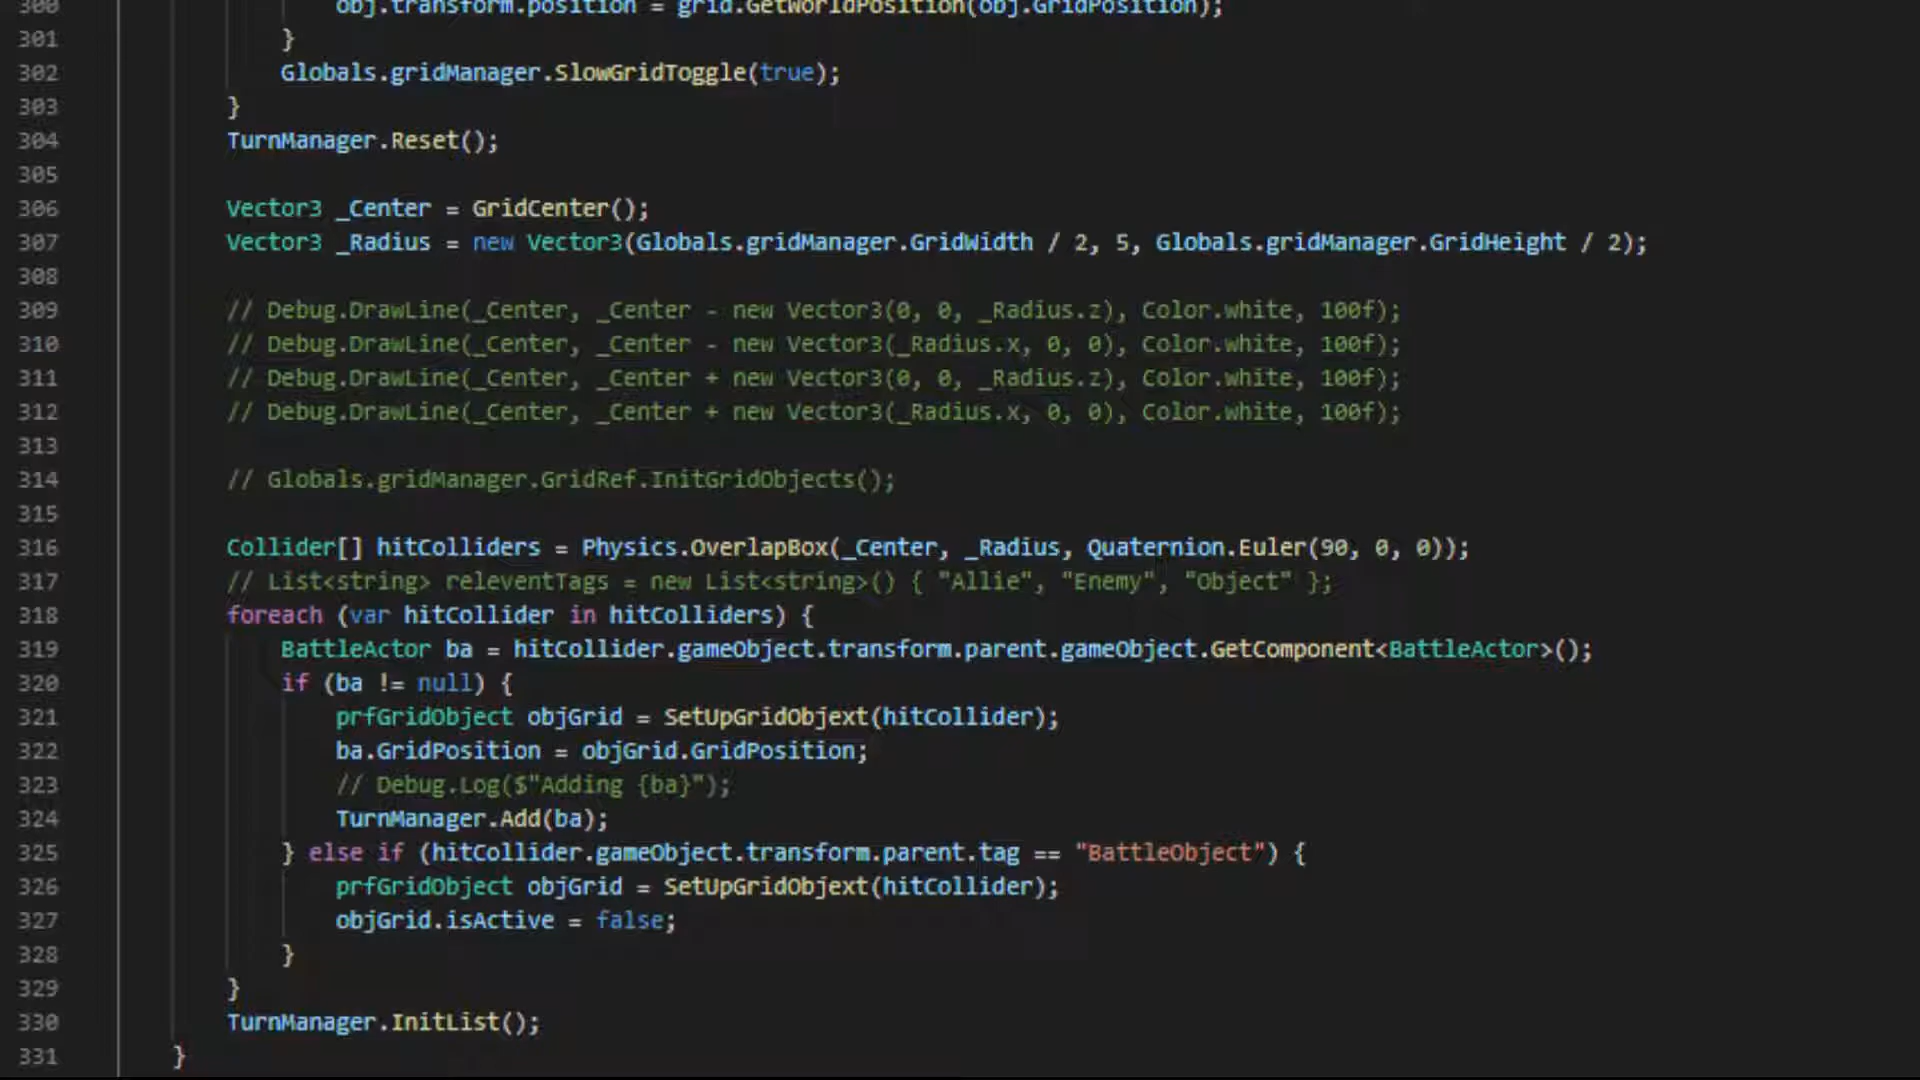 300 obj.transform.position = grid.GetWorldPosition(obj.GridPosition);
301 }
302 Globals.gridManager.SlowGridToggle(true);
303 }
304 TurnManager.Reset();
305
306 Vector3 _Center = GridCenter();
307 Vector3 _Radius = new Vector3(Globals.gridManager.GridWidth / 2, 5, Globals.gridManager.GridHeight / 2);
308
309 // Debug.DrawLine(_Center, _Center - new Vector3(0, 0, _Radius.z), Color.white, 100f);
310 // Debug.DrawLine(_Center, _Center - new Vector3(_Radius.x, 0, 0), Color.white, 100f);
311 // Debug.DrawLine(_Center, _Center + new Vector3(0, 0, _Radius.z), Color.white, 100f);
312 // Debug.DrawLine(_Center, _Center + new Vector3(_Radius.x, 0, 0), Color.white, 100f);
313
314 // Globals.gridManager.GridRef.InitGridObjects();
315
316 Collider[] hitColliders = Physics.OverlapBox(_Center, _Radius, Quaternion.Euler(90, 0, 0));
317 // List<string> releventTags = new List<string>() { "Allie", "Enemy", "Object" };
318 foreach (var hitCollider in hitColliders) {
319 BattleActor ba = hitCollider.gameObject.transform.parent.gameObject.GetComponent<BattleActor>();
320 if (ba != null) {
321 prfGridObject objGrid = SetUpGridObjext(hitCollider);
322 ba.GridPosition = objGrid.GridPosition;
323 // Debug.Log($"Adding {ba}");
324 TurnManager.Add(ba);
325 } else if (hitCollider.gameObject.transform.parent.tag == "BattleObject") {
326 prfGridObject objGrid = SetUpGridObjext(hitCollider);
327 objGrid.isActive = false;
328 }
329 }
330 TurnManager.InitList();
331 }